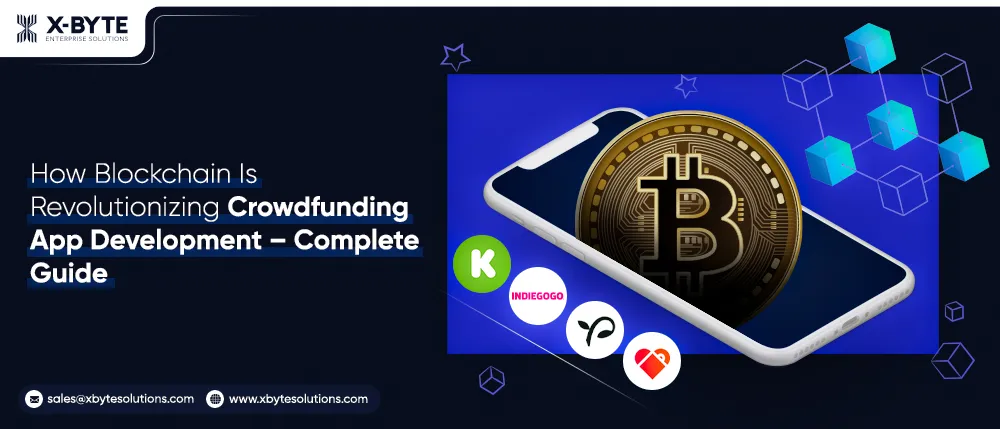 X-BYTE
ENTERPRISE SOLUTIONS
How Blockchain Is
Revolutionizing Crowdfunding
App Development – Complete
Guide
K
INDIEGOGO
sales@xbytesolutions.com
www.xbytesolutions.com